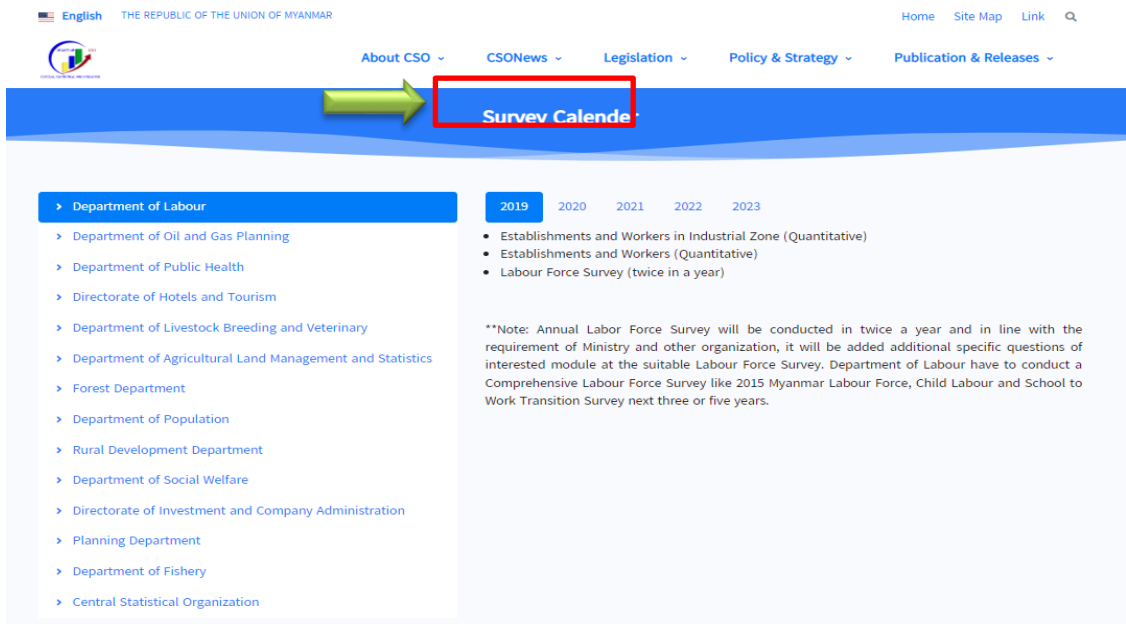 English THE REPUBLIC OF THE UNION OF MYANMAR Home Site Map Link
About CSO CSONews Legislation Policy & Strategy Publication & Releases
Survey Calender
Department of Labour
Department of Oil and Gas Planning
Department of Public Health
Directorate of Hotels and Tourism
Department of Livestock Breeding and Veterinary
Department of Agricultural Land Management and Statistics
Forest Department
Department of Population
Rural Development Department
Department of Social Welfare
Directorate of Investment and Company Administration
Planning Department
Department of Fishery
Central Statistical Organization
2019 2020 2021 2022 2023
• Establishments and Workers in Industrial Zone (Quantitative)
• Establishments and Workers (Quantitative)
• Labour Force Survey (twice in a year)
**Note: Annual Labor Force Survey will be conducted in twice a year and in line with the
requirement of Ministry and other organization, it will be added additional specific questions of
interested module at the suitable Labour Force Survey. Department of Labour have to conduct a
Comprehensive Labour Force Survey like 2015 Myanmar Labour Force, Child Labour and School to
Work Transition Survey next three or five years.